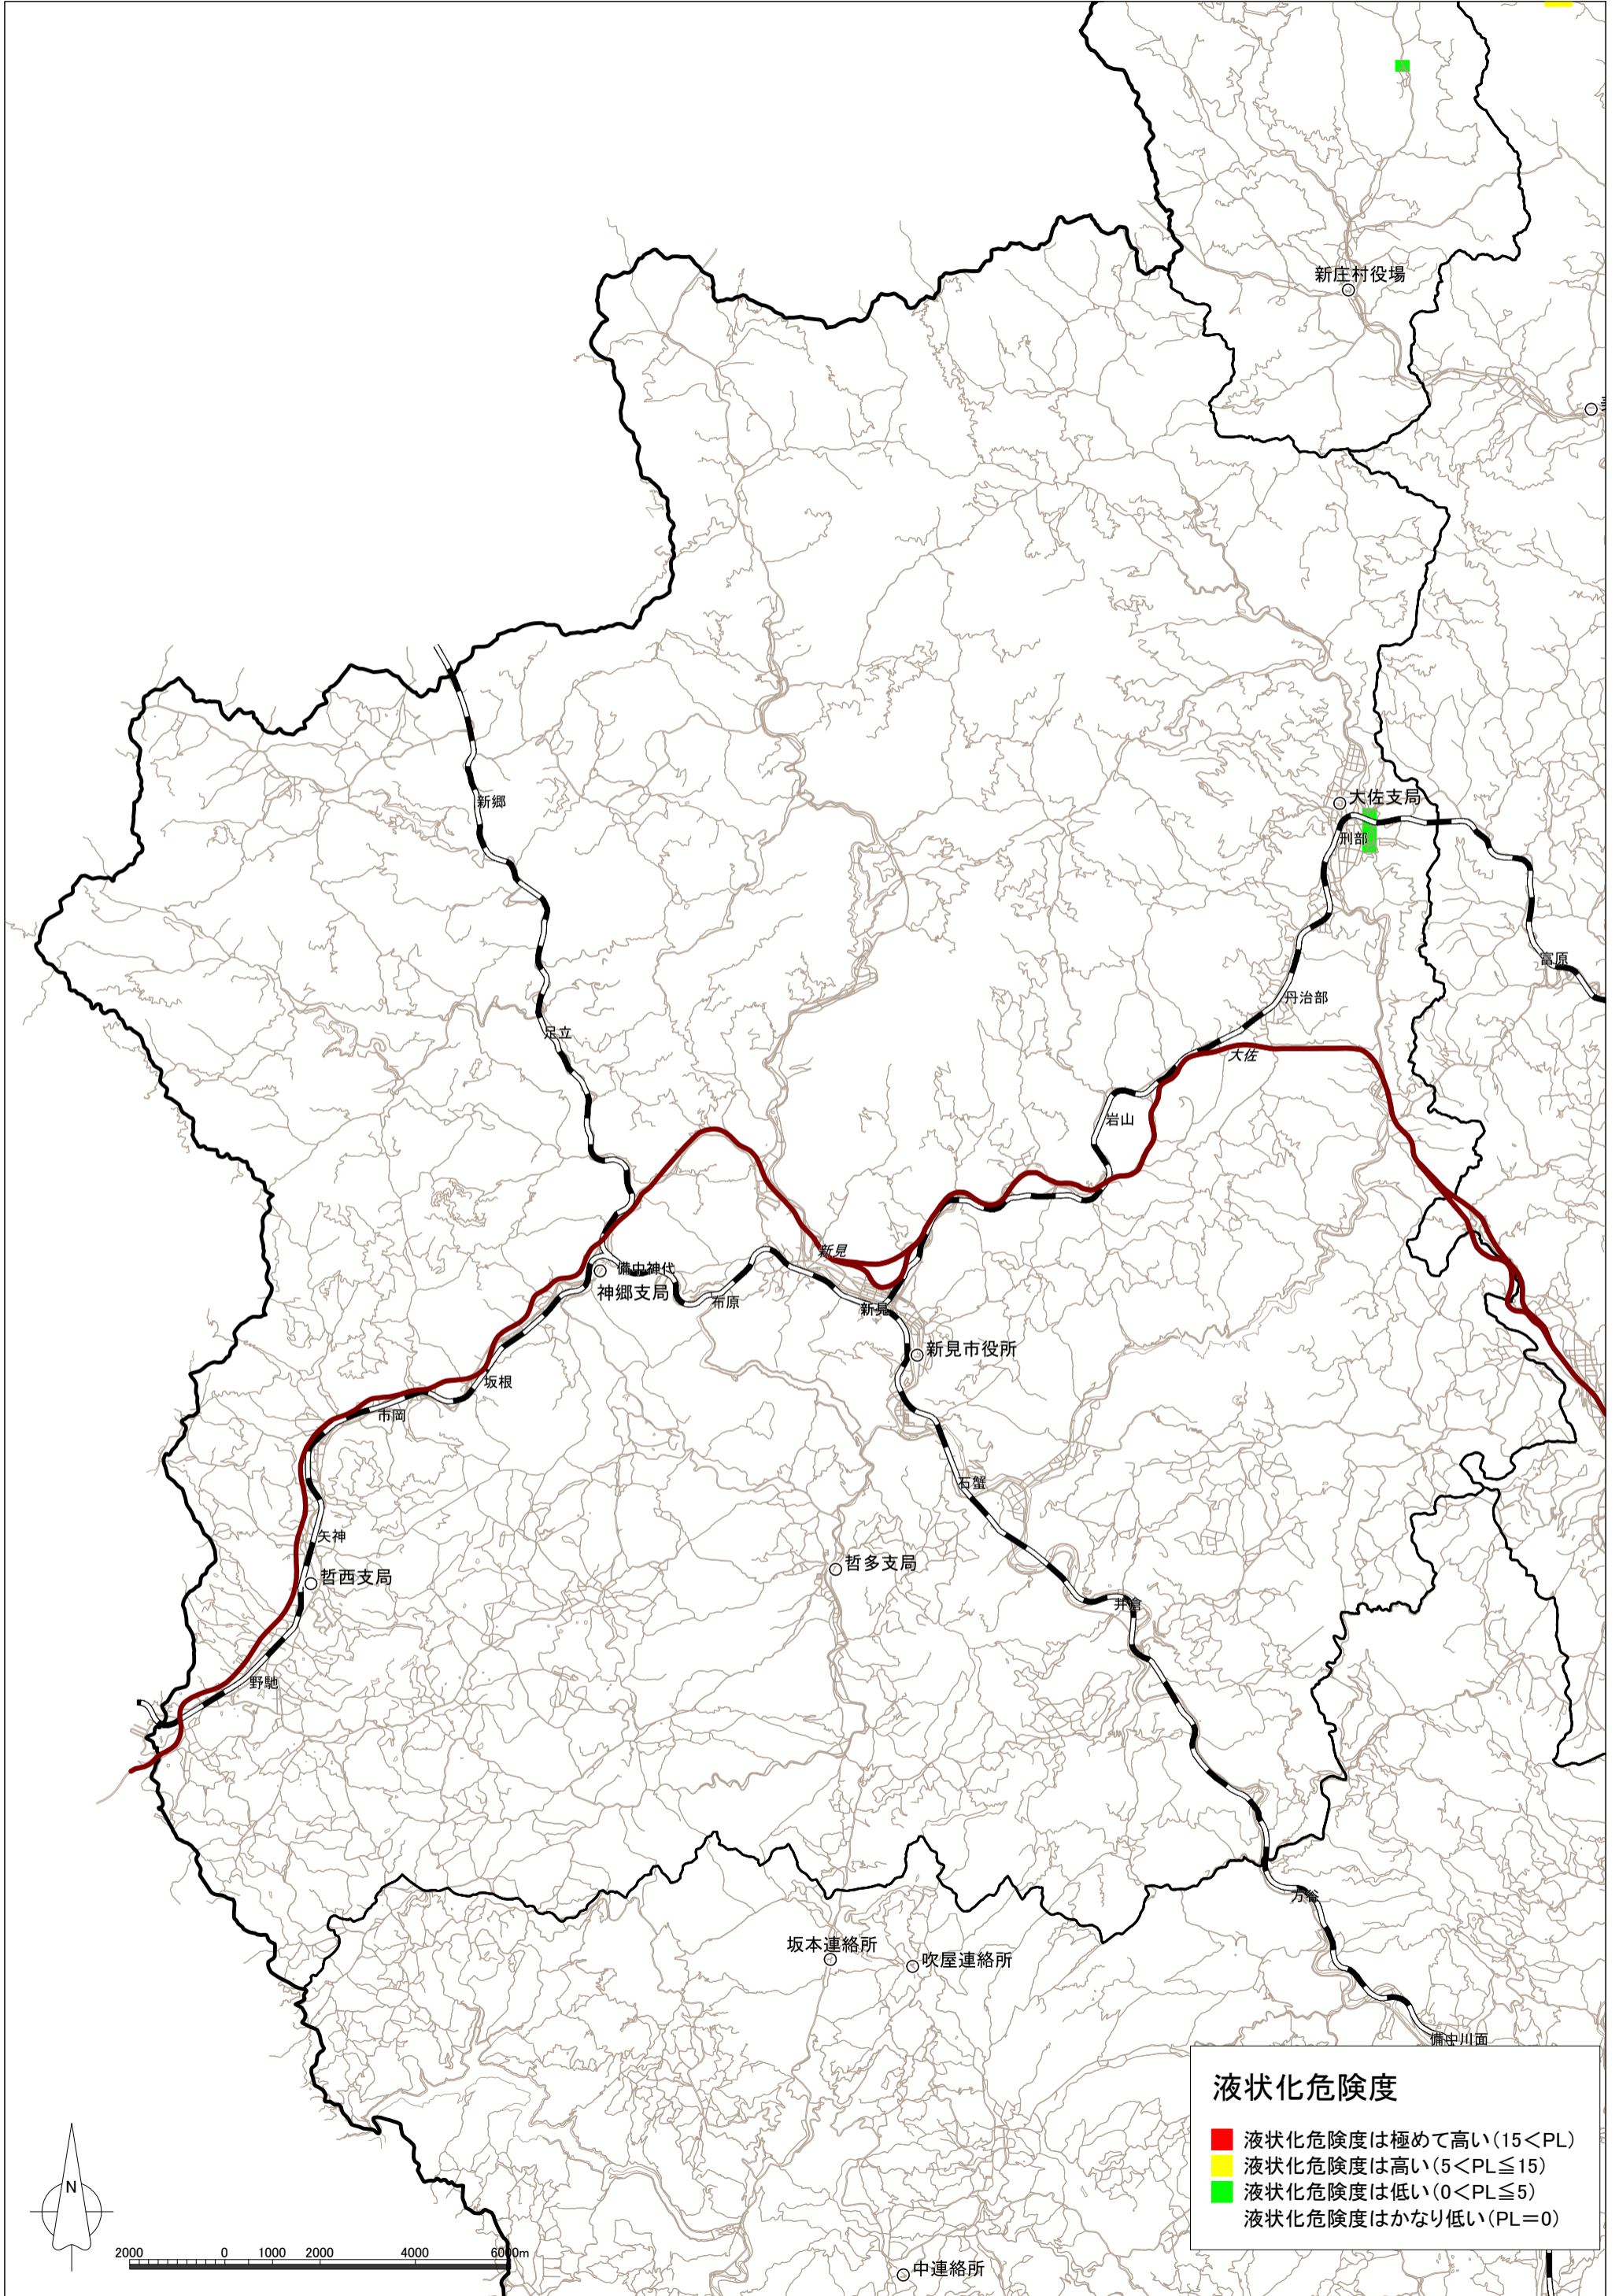 新庄村役場
新郷
大佐支局
刑部
富原
丹治部
足立
大佐
岩山
新見
備中神代
神郷支局
布原
新見
新見市役所
坂根
市岡
石蟹
矢神
哲多支局
哲西支局
井倉
野馳
方谷
坂本連絡所
吹屋連絡所
備中川面
液状化危険度
液状化危険度は極めて高い(15<PL)
液状化危険度は高い(5<PL≦15)
液状化危険度は低い(0<PL≦5)
液状化危険度はかなり低い(PL=0)
N
2000 0 1000 2000 4000 6000m
中連絡所